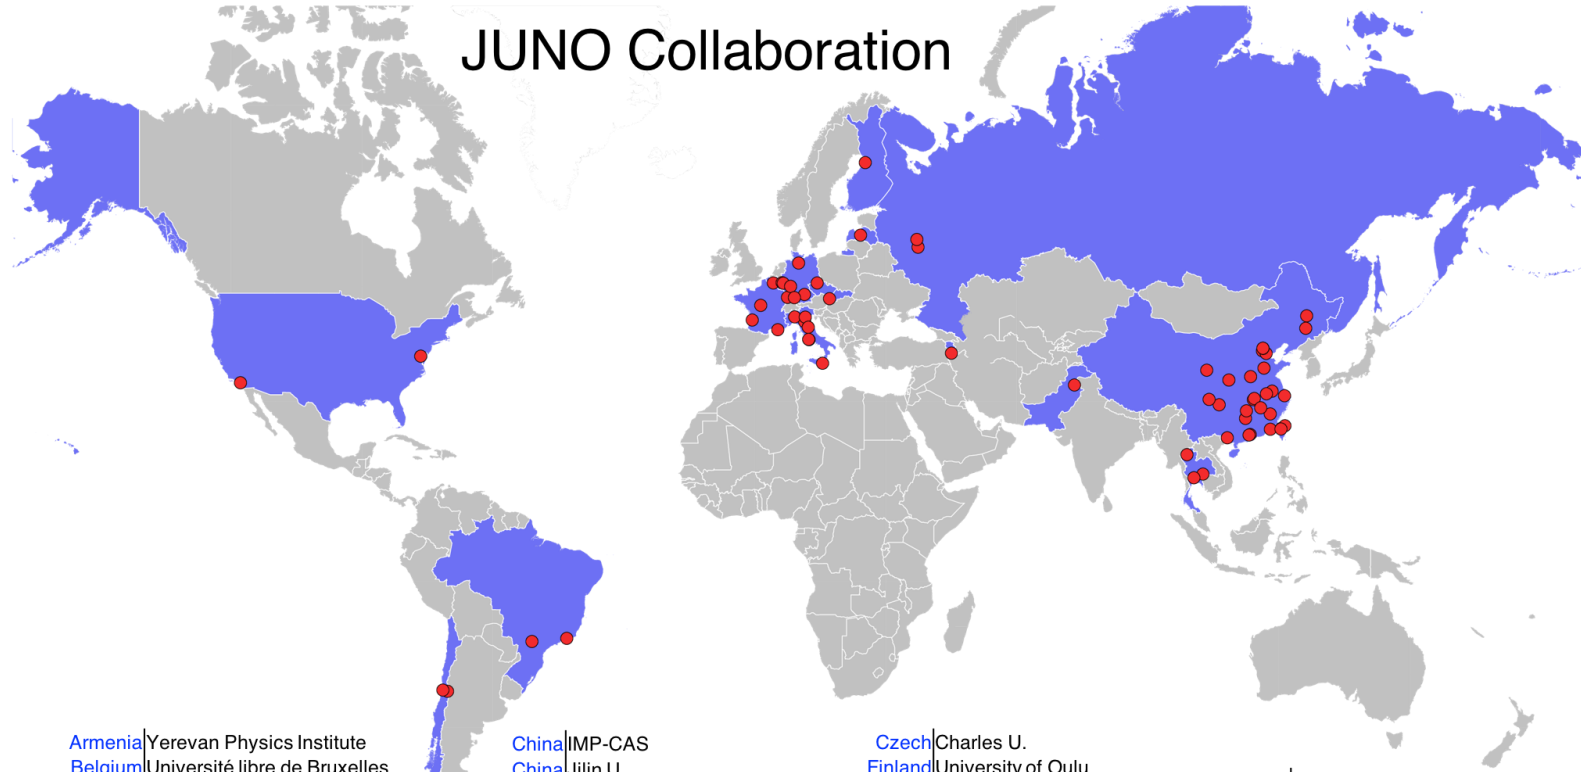 JUNO Collaboration
Armenia Yerevan Physics Institute
Belgium Université libre de Bruxelles
China IMP-CAS
China Jilin U.
Czech Charles U.
Finland University of Oulu